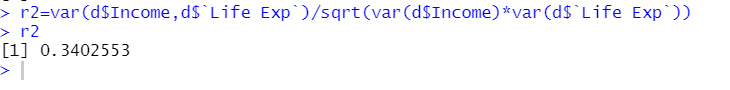 > r2=var(d$Income,d$`Life Exp`)/sqrt(var(d$Income)*var(d$`Life Exp`))
> r2
[1] 0.3402553
>